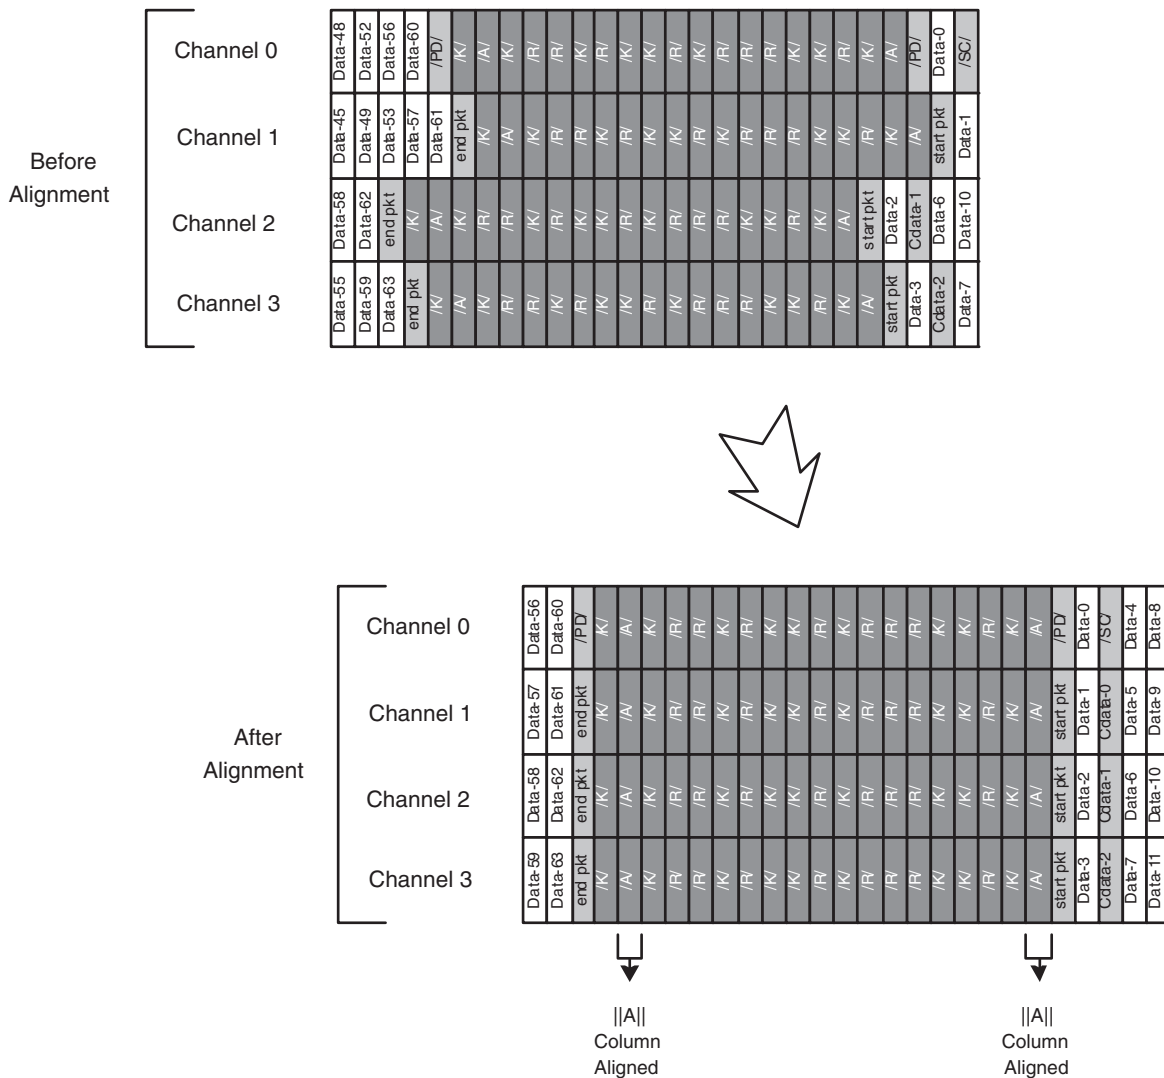 Before
Alignment
Channel 0
Data-48 Data-52 Data-56 Data-60 /PD/ /K/ /A/ /K/ /R/ /R/ /K/ /R/ /K/ /K/ /R/ /K/ /R/ /R/ /R/ /K/ /K/ /R/ /K/ /A/ /PD/ Data-0 /SC/
Channel 1
Data-45 Data-49 Data-53 Data-57 Data-61 end pkt /K/ /A/ /K/ /R/ /R/ /K/ /R/ /K/ /K/ /R/ /K/ /R/ /R/ /R/ /K/ /K/ /R/ /K/ /A/ start pkt Data-1
Channel 2
Data-58 Data-62 end pkt /K/ /A/ /K/ /R/ /R/ /K/ /R/ /K/ /K/ /R/ /K/ /R/ /R/ /R/ /K/ /K/ /R/ /K/ /A/ start pkt Data-2 Cdata-1 Data-6 Data-10
Channel 3
Data-55 Data-59 Data-63 end pkt /K/ /A/ /K/ /R/ /R/ /K/ /R/ /K/ /K/ /R/ /K/ /R/ /R/ /R/ /K/ /K/ /R/ /K/ /A/ start pkt Data-3 Cdata-2 Data-7
After
Alignment
Channel 0
Data-56 Data-60 /PD/ /K/ /A/ /K/ /R/ /R/ /K/ /R/ /K/ /K/ /R/ /K/ /R/ /R/ /R/ /K/ /K/ /R/ /K/ /A/ /PD/ Data-0 /SC/ Data-4 Data-8
Channel 1
Data-57 Data-61 end pkt /K/ /A/ /K/ /R/ /R/ /K/ /R/ /K/ /K/ /R/ /K/ /R/ /R/ /R/ /K/ /K/ /R/ /K/ /A/ start pkt Data-1 Cdata-0 Data-5 Data-9
Channel 2
Data-58 Data-62 end pkt /K/ /A/ /K/ /R/ /R/ /K/ /R/ /K/ /K/ /R/ /K/ /R/ /R/ /R/ /K/ /K/ /R/ /K/ /A/ start pkt Data-2 Cdata-1 Data-6 Data-10
Channel 3
Data-59 Data-63 end pkt /K/ /A/ /K/ /R/ /R/ /K/ /R/ /K/ /K/ /R/ /K/ /R/ /R/ /R/ /K/ /K/ /R/ /K/ /A/ start pkt Data-3 Cdata-2 Data-7 Data-11
||A||
Column
Aligned
||A||
Column
Aligned